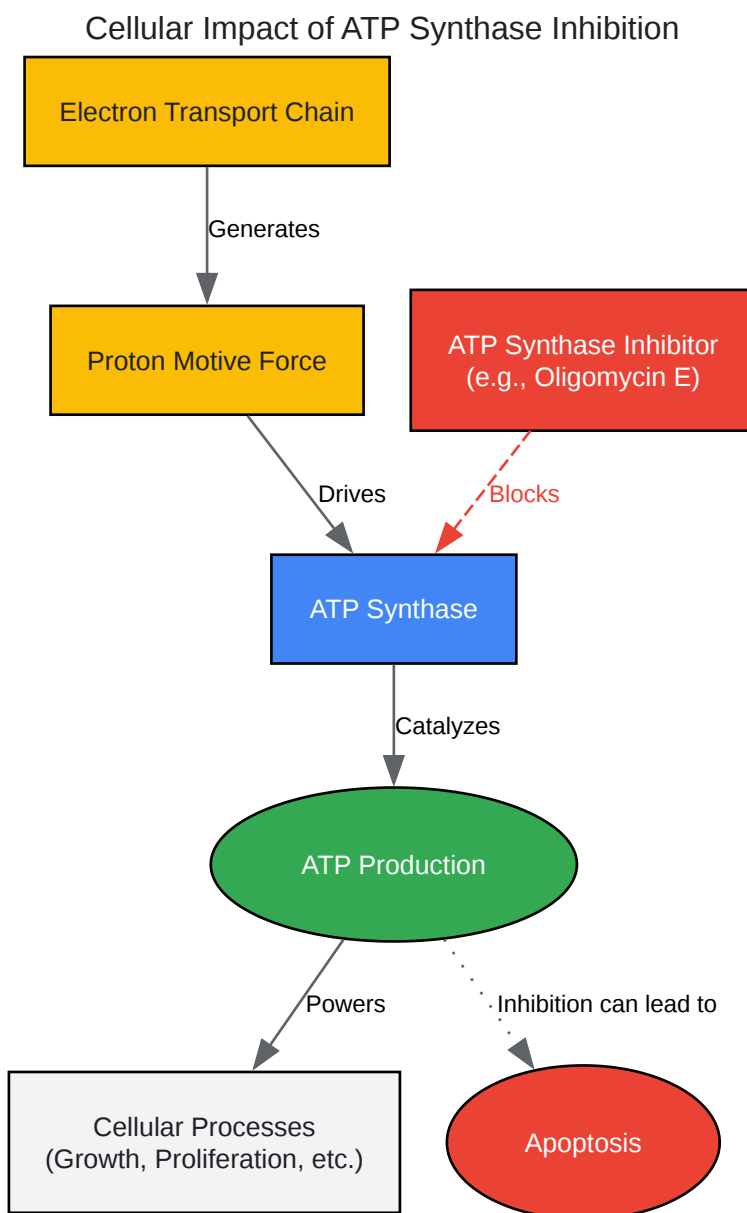 Cellular Impact of ATP Synthase Inhibition
Electron Transport Chain
Generates
Proton Motive Force
ATP Synthase Inhibitor
(e.g., Oligomycin E)
Drives
Blocks
ATP Synthase
Catalyzes
ATP Production
Powers
Inhibition can lead to
Cellular Processes
(Growth, Proliferation, etc.)
Apoptosis